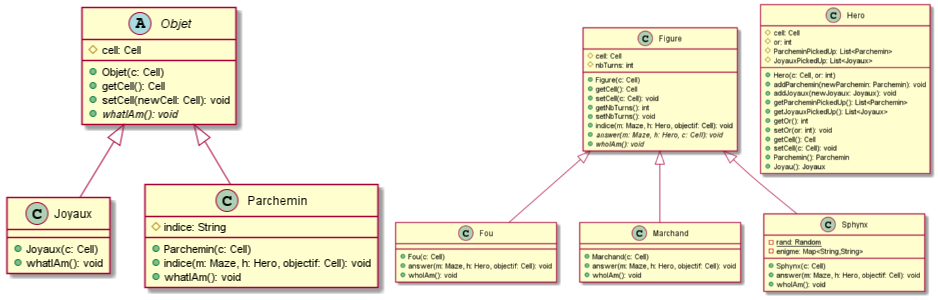 A Objet
cell: Cell
Objet(c: Cell)
getCell(): Cell
setCell(newCell: Cell): void
whatIAm(): void
C Joyaux
Joyaux(c: Cell)
whatIAm(): void
C Parchemin
indice: String
Parchemin(c: Cell)
indice(m: Maze, h: Hero, objectif: Cell): void
whatIAm(): void
C Figure
cell: Cell
nbTurns: int
Figure(c: Cell)
getCell(): Cell
setCell(c: Cell): void
getNbTurns(): int
setNbTurns(): void
indice(m: Maze, h: Hero, objectif: Cell): void
answer(m: Maze, h: Hero, c: Cell): void
whoIAm(): void
C Hero
cell: Cell
or: int
ParcheminPickedUp: List<Parchemin>
JoyauxPickedUp: List<Joyaux>
Hero(c: Cell, or: int)
addParchemin(newParchemin: Parchemin): void
addJoyaux(newJoyaux: Joyaux): void
getParcheminPickedUp(): List<Parchemin>
getJoyauxPickedUp(): List<Joyaux>
getOr(): int
setOr(or: int): void
getCell(): Cell
setCell(c: Cell): void
Parchemin(): Parchemin
Joyau(): Joyaux
C Fou
Fou(c: Cell)
answer(m: Maze, h: Hero, objectif: Cell): void
whoIAm(): void
C Marchand
Marchand(c: Cell)
answer(m: Maze, h: Hero, objectif: Cell): void
whoIAm(): void
C Sphynx
rand: Random
enigme: Map<String,String>
Sphynx(c: Cell)
answer(m: Maze, h: Hero, objectif: Cell): void
whoIAm(): void